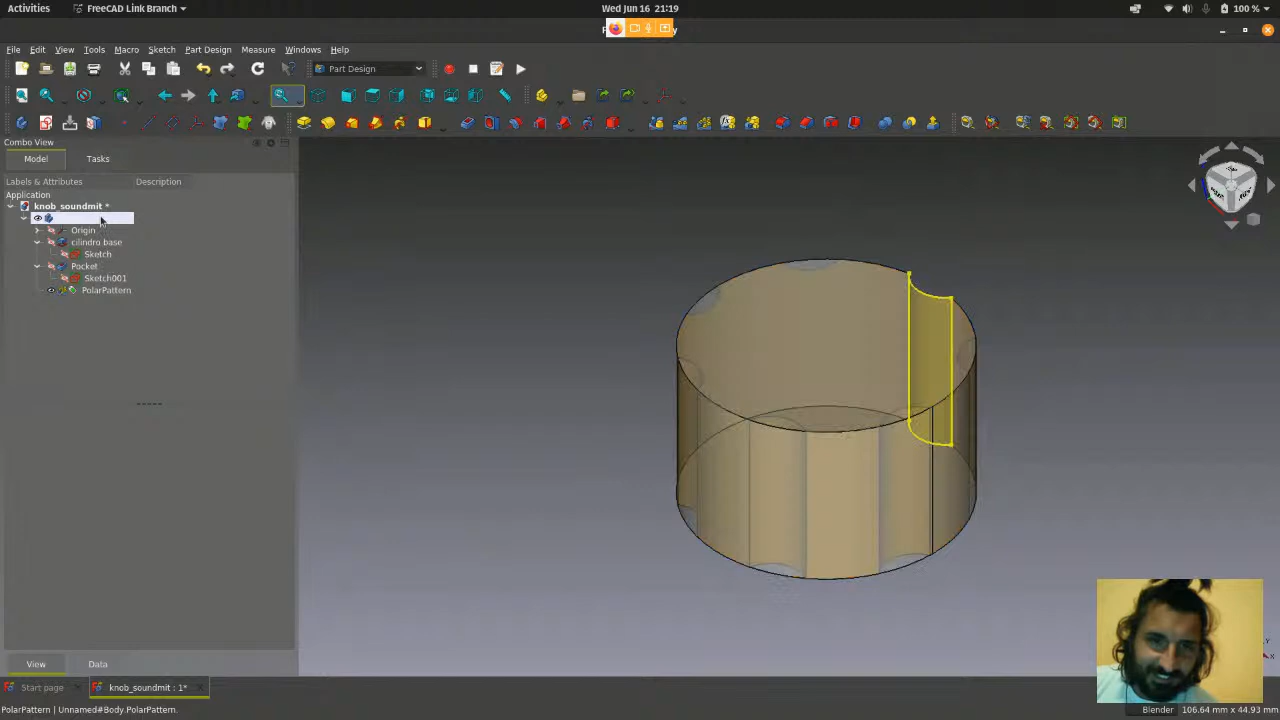 Activities FreeCAD Link Branch Wed Jun 16 21:19 100 %
File Edit View Tools Macro Sketch Part Design Measure Windows Help
Part Design
Combo View
Model Tasks
Labels & Attributes Description
Application
knob_soundmit *
Origin
cilindro base
Sketch
Pocket
Sketch001
PolarPattern
View Data
Start page knob_soundmit : 1*
PolarPattern | Unnamed#Body.PolarPattern. Blender 106.64 mm x 44.93 mm